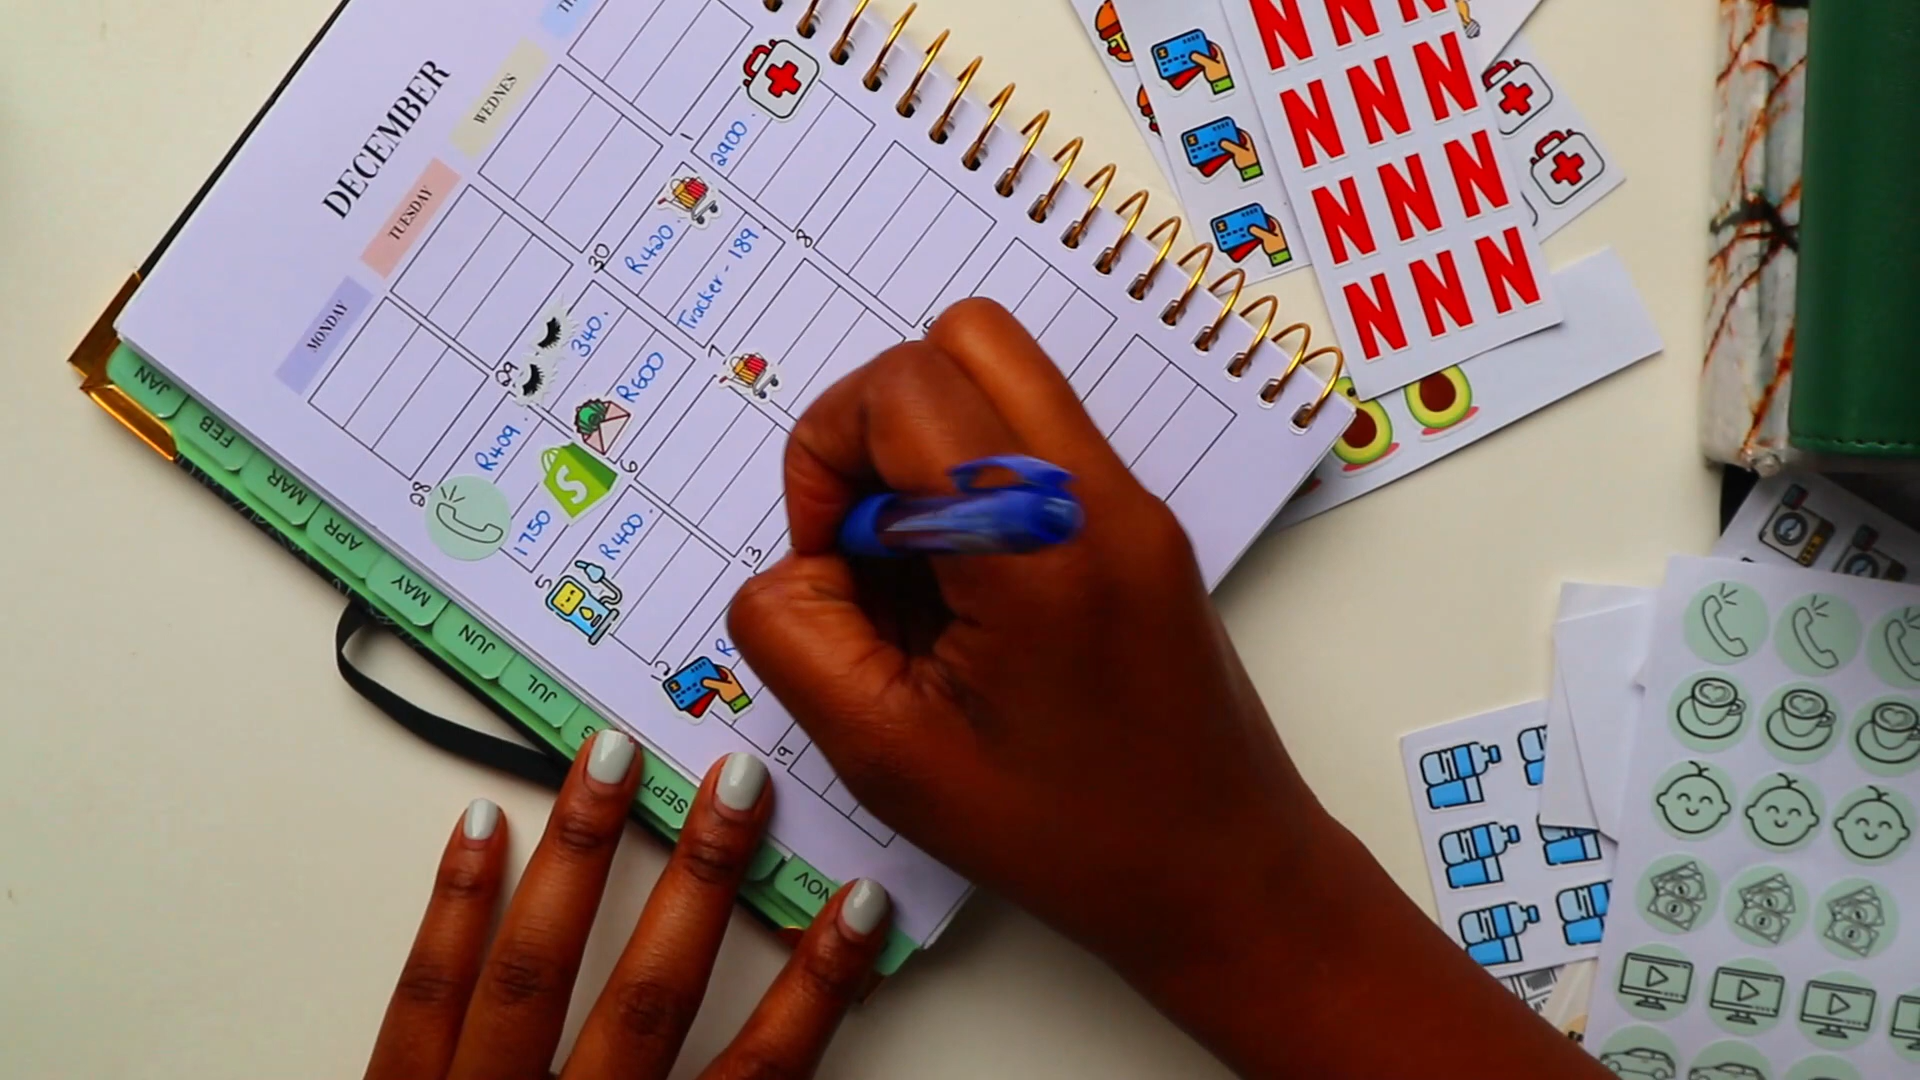 DECEMBER
MONDAY
TUESDAY
WEDNES
TH
28
29
30
1
R409.
340.
R420.
2900.
1750
R600
Tracker - 189
5
6
7
8
R400.
12
13
R
19
S
JAN
FEB
MAR
APR
MAY
JUN
JUL
G
SEPT
NOV
N N N
N N N
N N N
N N N